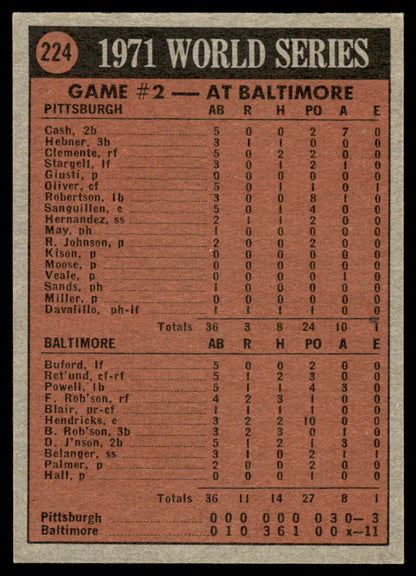 224 1971 WORLD SERIES
GAME #2 — AT BALTIMORE
PITTSBURGH AB R H PO A E
Cash, 2b 5 0 0 2 7 0
Hebner, 3b 3 1 1 0 0 0
Clemente, rf 5 0 2 2 0 0
Stargell, lf 3 0 1 2 1 0
Giusti, p 0 0 0 0 0 0
Oliver, cf 5 0 1 1 0 1
Robertson, 1b 3 0 0 8 1 0
Sanguillen, c 5 0 1 4 0 0
Hernandez, ss 2 1 1 2 0 0
May, ph 1 0 0 0 0 0
R. Johnson, p 2 0 0 2 0 0
Kison, p 0 0 0 0 0 0
Moose, p 0 0 0 0 0 0
Veale, p 0 0 0 0 1 0
Sands, ph 1 0 0 0 0 0
Miller, p 0 0 0 0 0 0
Davalillo, ph-lf 1 1 1 1 0 0
Totals 36 3 8 24 10 1
BALTIMORE AB R H PO A E
Buford, lf 5 0 0 2 0 0
Ret'und, cf-rf 5 1 2 3 0 0
Powell, 1b 5 1 1 4 3 0
F. Rob'son, rf 4 2 3 1 0 0
Blair, pr-cf 1 1 1 1 0 0
Hendricks, c 3 2 2 10 0 0
B. Rob'son, 3b 3 2 3 0 1 0
D. J'nson, 2b 5 1 2 1 3 0
Belanger, ss 3 1 0 2 1 1
Palmer, p 2 0 0 0 0 0
Hall, p 0 0 0 0 0 0
Totals 36 11 14 27 8 1
Pittsburgh 0 0 0 0 0 0 0 3 0— 3
Baltimore 0 1 0 3 6 1 0 0 x—11